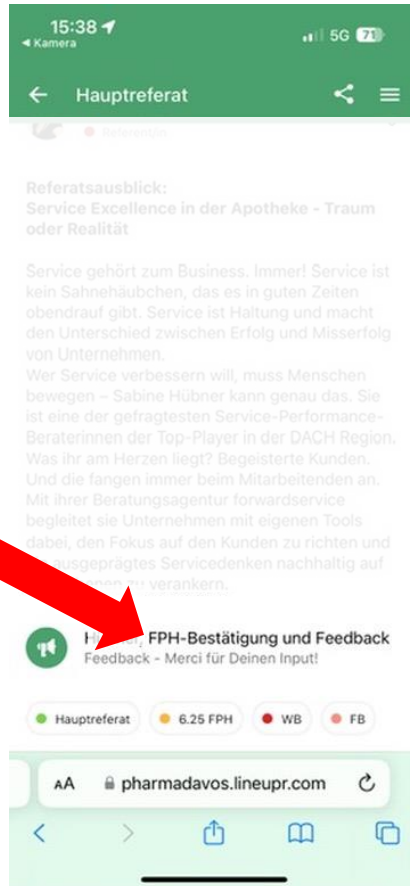 15:38
5G 71
Kamera
Hauptreferat
Referent/in
Referatsausblick:
Service Excellence in der Apotheke - Traum
oder Realität
Service gehört zum Business. Immer! Service ist
kein Sahnehäubchen, das es in guten Zeiten
obendrauf gibt. Service ist Haltung und macht
den Unterschied zwischen Erfolg und Misserfolg
von Unternehmen.
Wer Service verbessern will, muss Menschen
bewegen – Sabine Hübner kann genau das. Sie
ist eine der gefragtesten Service-Performance-
Beraterinnen der Top-Player in der DACH Region.
Was ihr am Herzen liegt? Begeisterte Kunden.
Und die fangen immer beim Mitarbeitenden an.
Mit ihrer Beratungsagentur forwardservice
begleitet sie Unternehmen mit eigenen Tools
dabei, den Fokus auf den Kunden zu richten und
ausgeprägtes Servicedenken nachhaltig auf
zu verankern.
FPH-Bestätigung und Feedback
Feedback - Merci für Deinen Input!
Hauptreferat
6.25 FPH
WB
FB
AA
pharmadavos.lineupr.com